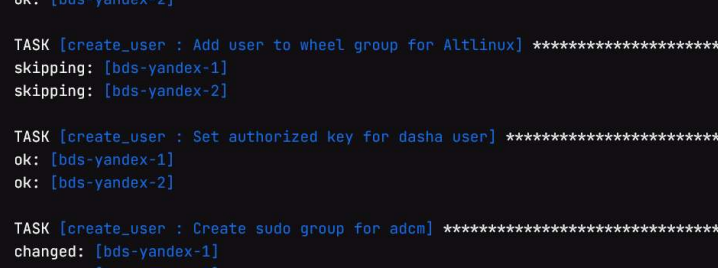 ok: [bds-yandex-2]
TASK [create_user : Add user to wheel group for Altlinux] *********************
skipping: [bds-yandex-1]
skipping: [bds-yandex-2]
TASK [create_user : Set authorized key for dasha user] ************************
ok: [bds-yandex-1]
ok: [bds-yandex-2]
TASK [create_user : Create sudo group for adcm] *******************************
changed: [bds-yandex-1]